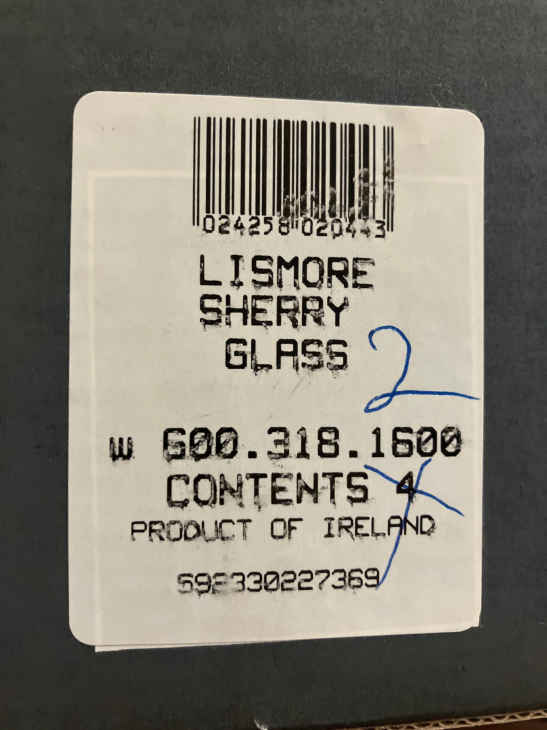 024258 020443
LISMORE
SHERRY
GLASS
2
W 600.318.1600
CONTENTS 4
PRODUCT OF IRELAND
592330227369